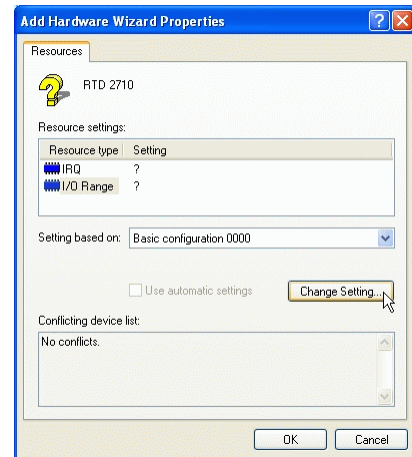 Add Hardware Wizard Properties
Resources
RTD 2710
Resource settings:
Resource type Setting
IRQ ?
I/O Range ?
Setting based on: Basic configuration 0000
Use automatic settings Change Setting...
Conflicting device list:
No conflicts.
OK Cancel